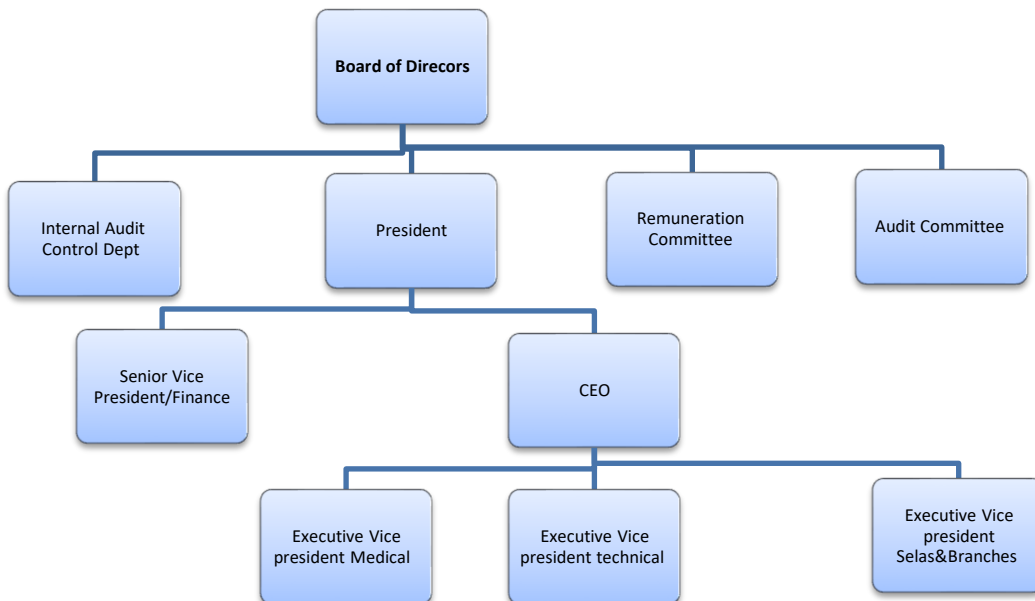 Board of Direcors
Internal Audit
Control Dept
President
Remuneration
Committee
Audit Committee
Senior Vice
President/Finance
CEO
Executive Vice
president Medical
Executive Vice
president technical
Executive Vice
president
Selas&Branches